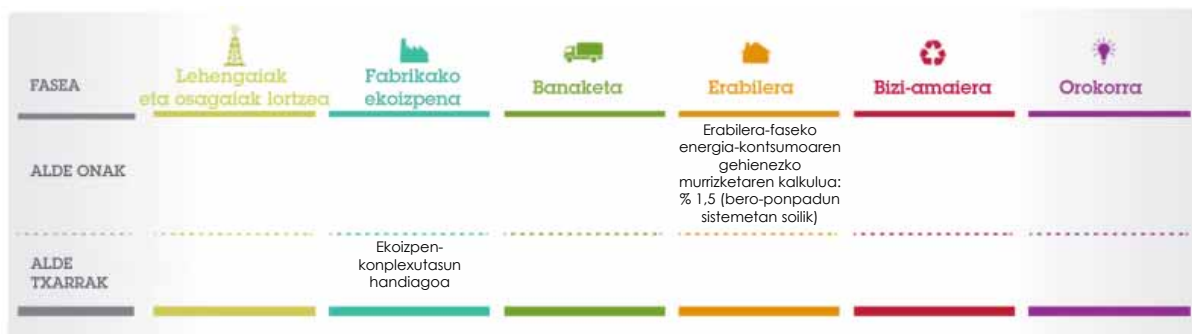 FASEA
Lehengaiak
eta osagaiak lortzea
Fabrikako
ekoizpena
Banaketa
Erabilera
Bizi-amaiera
Orokorra
ALDE ONAK
Erabilera-faseko
energia-kontsumoaren
gehienezko
murrizketaren kalkulua:
% 1,5 (bero-ponpadun
sistemetan soilik)
ALDE
TXARRAK
Ekoizpen-
konplexutasun
handiagoa